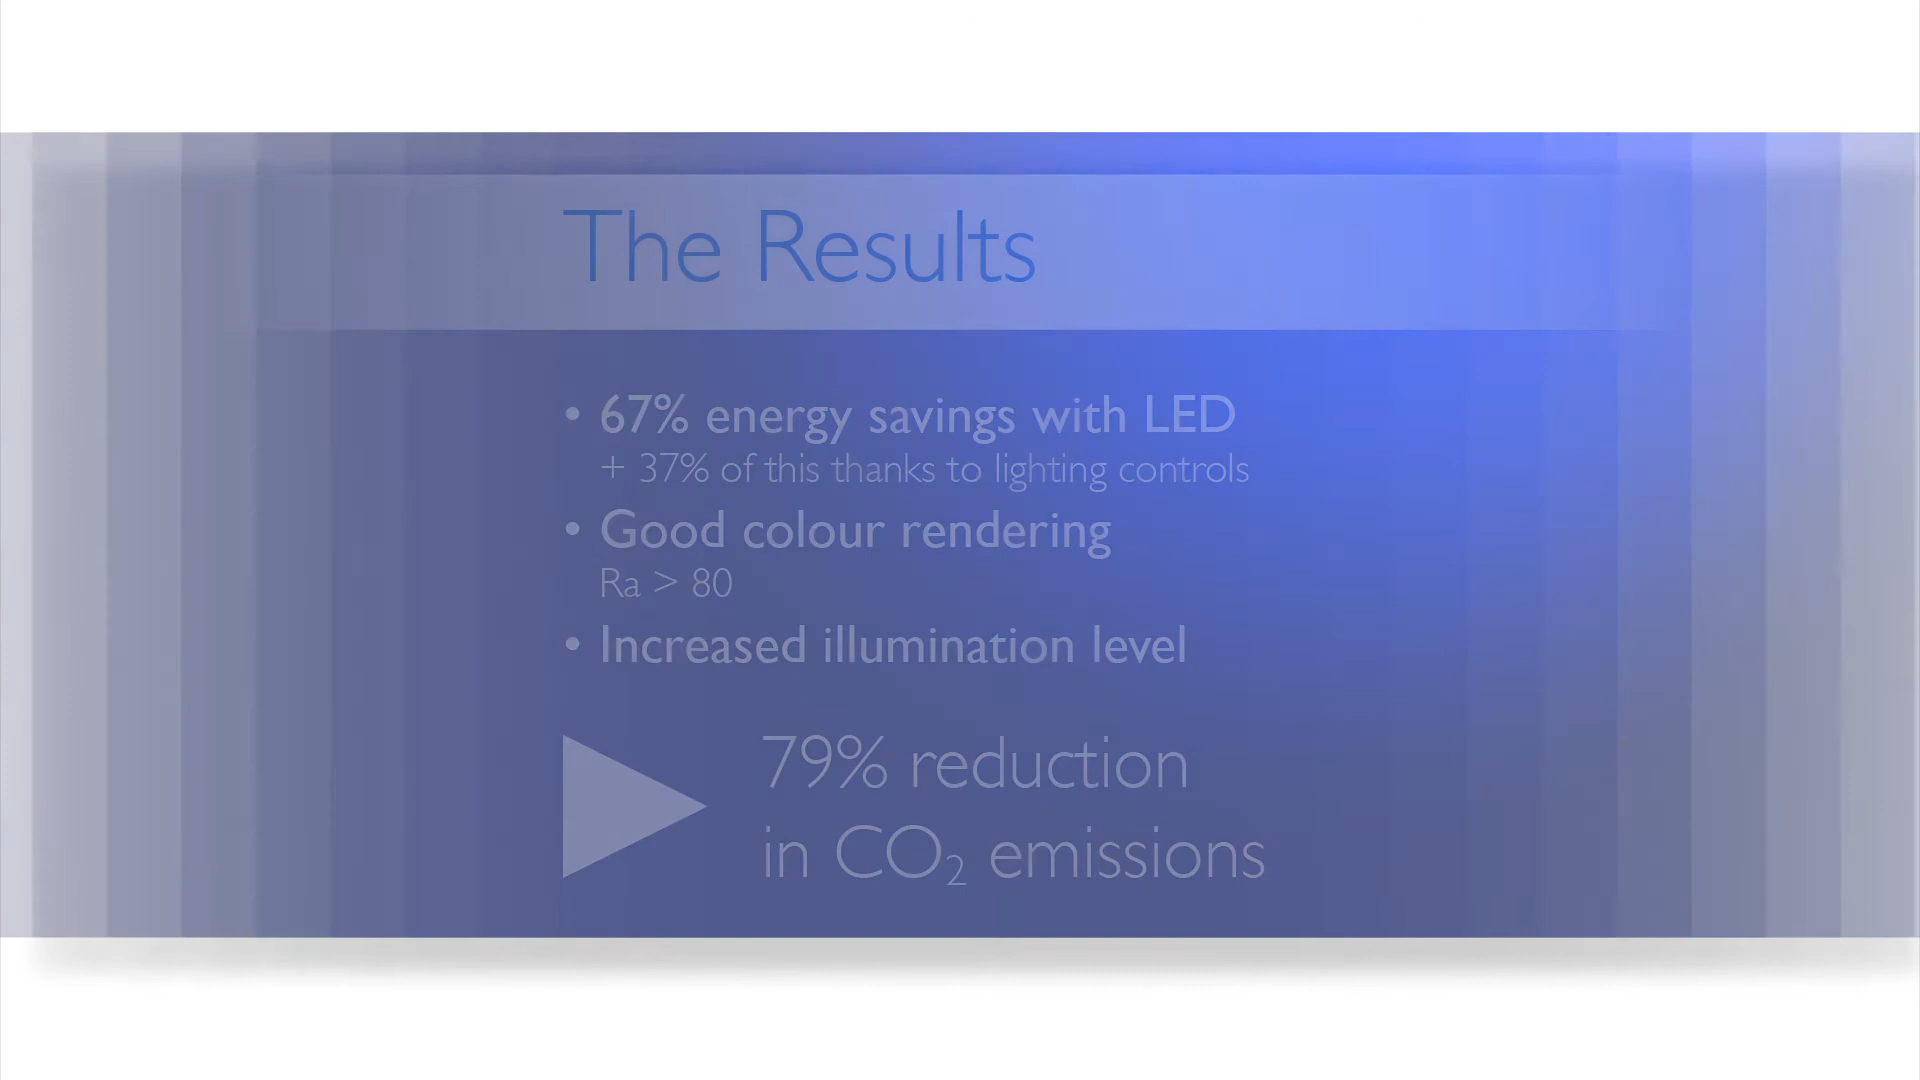 The Results
• 67% energy savings with LED
+ 37% of this thanks to lighting controls
• Good colour rendering
Ra > 80
• Increased illumination level
79% reduction
in CO₂ emissions